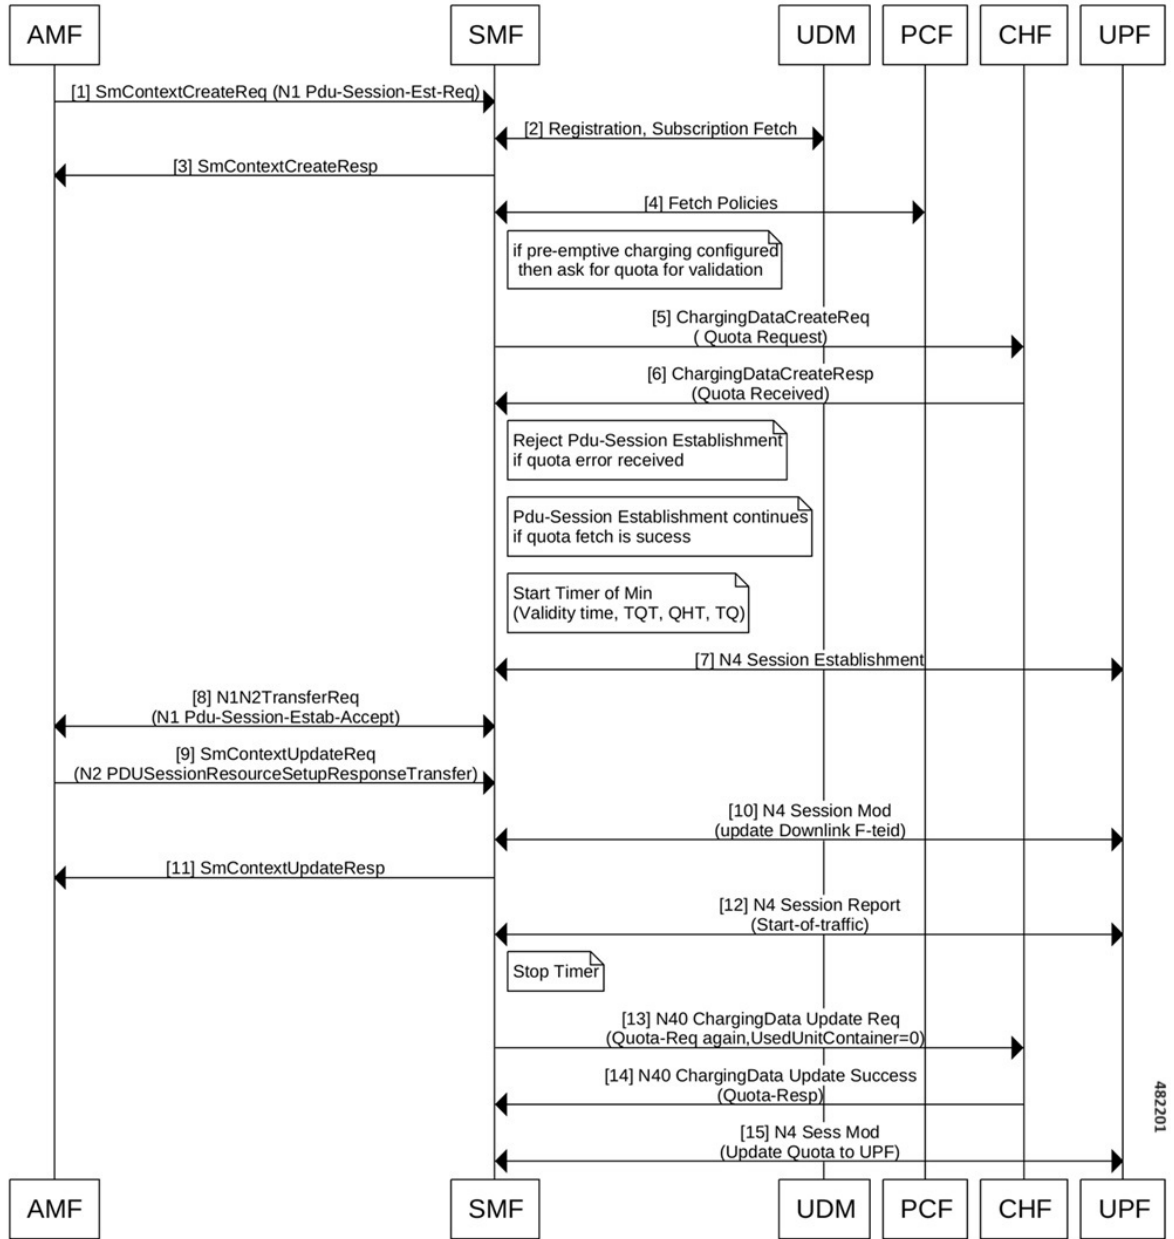 AMF SMF UDM PCF CHF UPF
[1] SmContextCreateReq (N1 Pdu-Session-Est-Req)
[2] Registration, Subscription Fetch
[3] SmContextCreateResp
[4] Fetch Policies
if pre-emptive charging configured
then ask for quota for validation
[5] ChargingDataCreateReq
( Quota Request)
[6] ChargingDataCreateResp
(Quota Received)
Reject Pdu-Session Establishment
if quota error received
Pdu-Session Establishment continues
if quota fetch is sucess
Start Timer of Min
(Validity time, TQT, QHT, TQ)
[7] N4 Session Establishment
[8] N1N2TransferReq
(N1 Pdu-Session-Estab-Accept)
[9] SmContextUpdateReq
(N2 PDUSessionResourceSetupResponseTransfer)
[10] N4 Session Mod
(update Downlink F-teid)
[11] SmContextUpdateResp
[12] N4 Session Report
(Start-of-traffic)
Stop Timer
[13] N40 ChargingData Update Req
(Quota-Req again,UsedUnitContainer=0)
[14] N40 ChargingData Update Success
(Quota-Resp)
[15] N4 Sess Mod
(Update Quota to UPF)
482201
AMF SMF UDM PCF CHF UPF